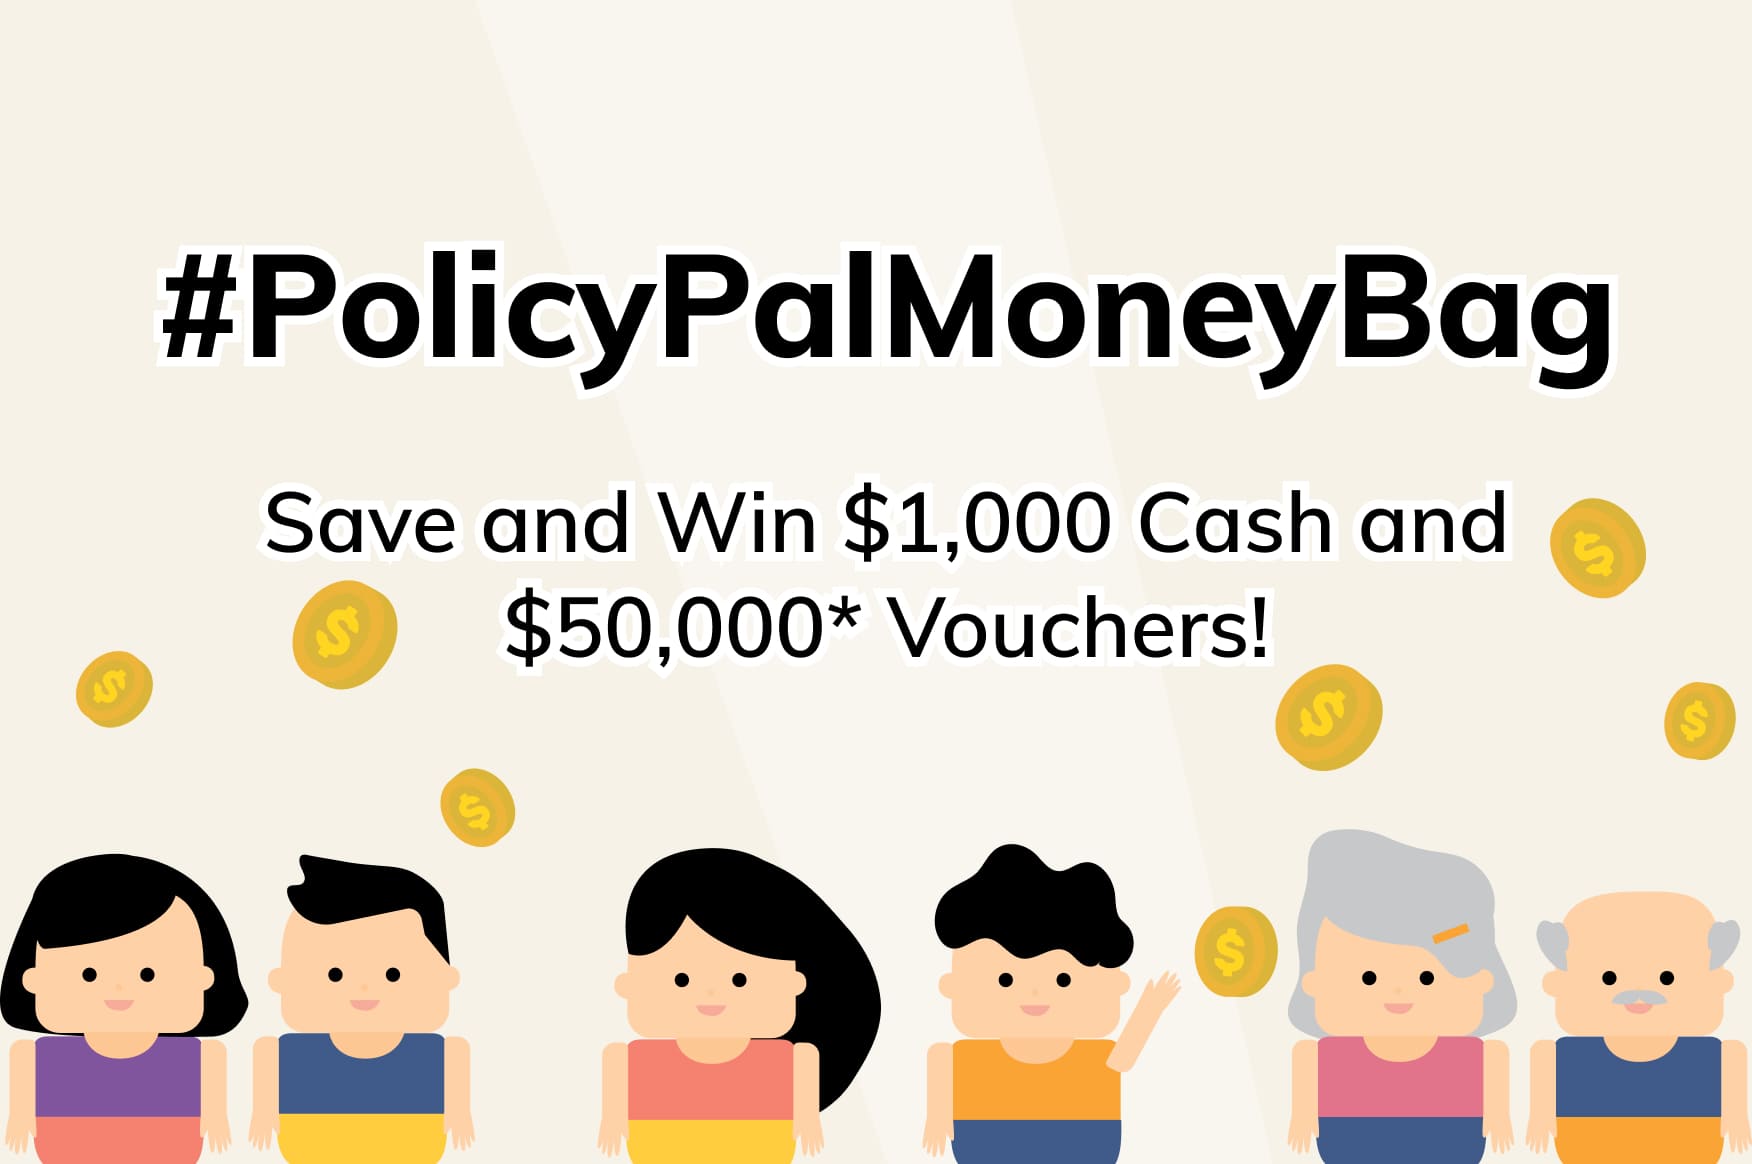 #PolicyPalMoneyBag
Save and Win $1,000 Cash and
$50,000* Vouchers!
$
$
$
$
$
$
$